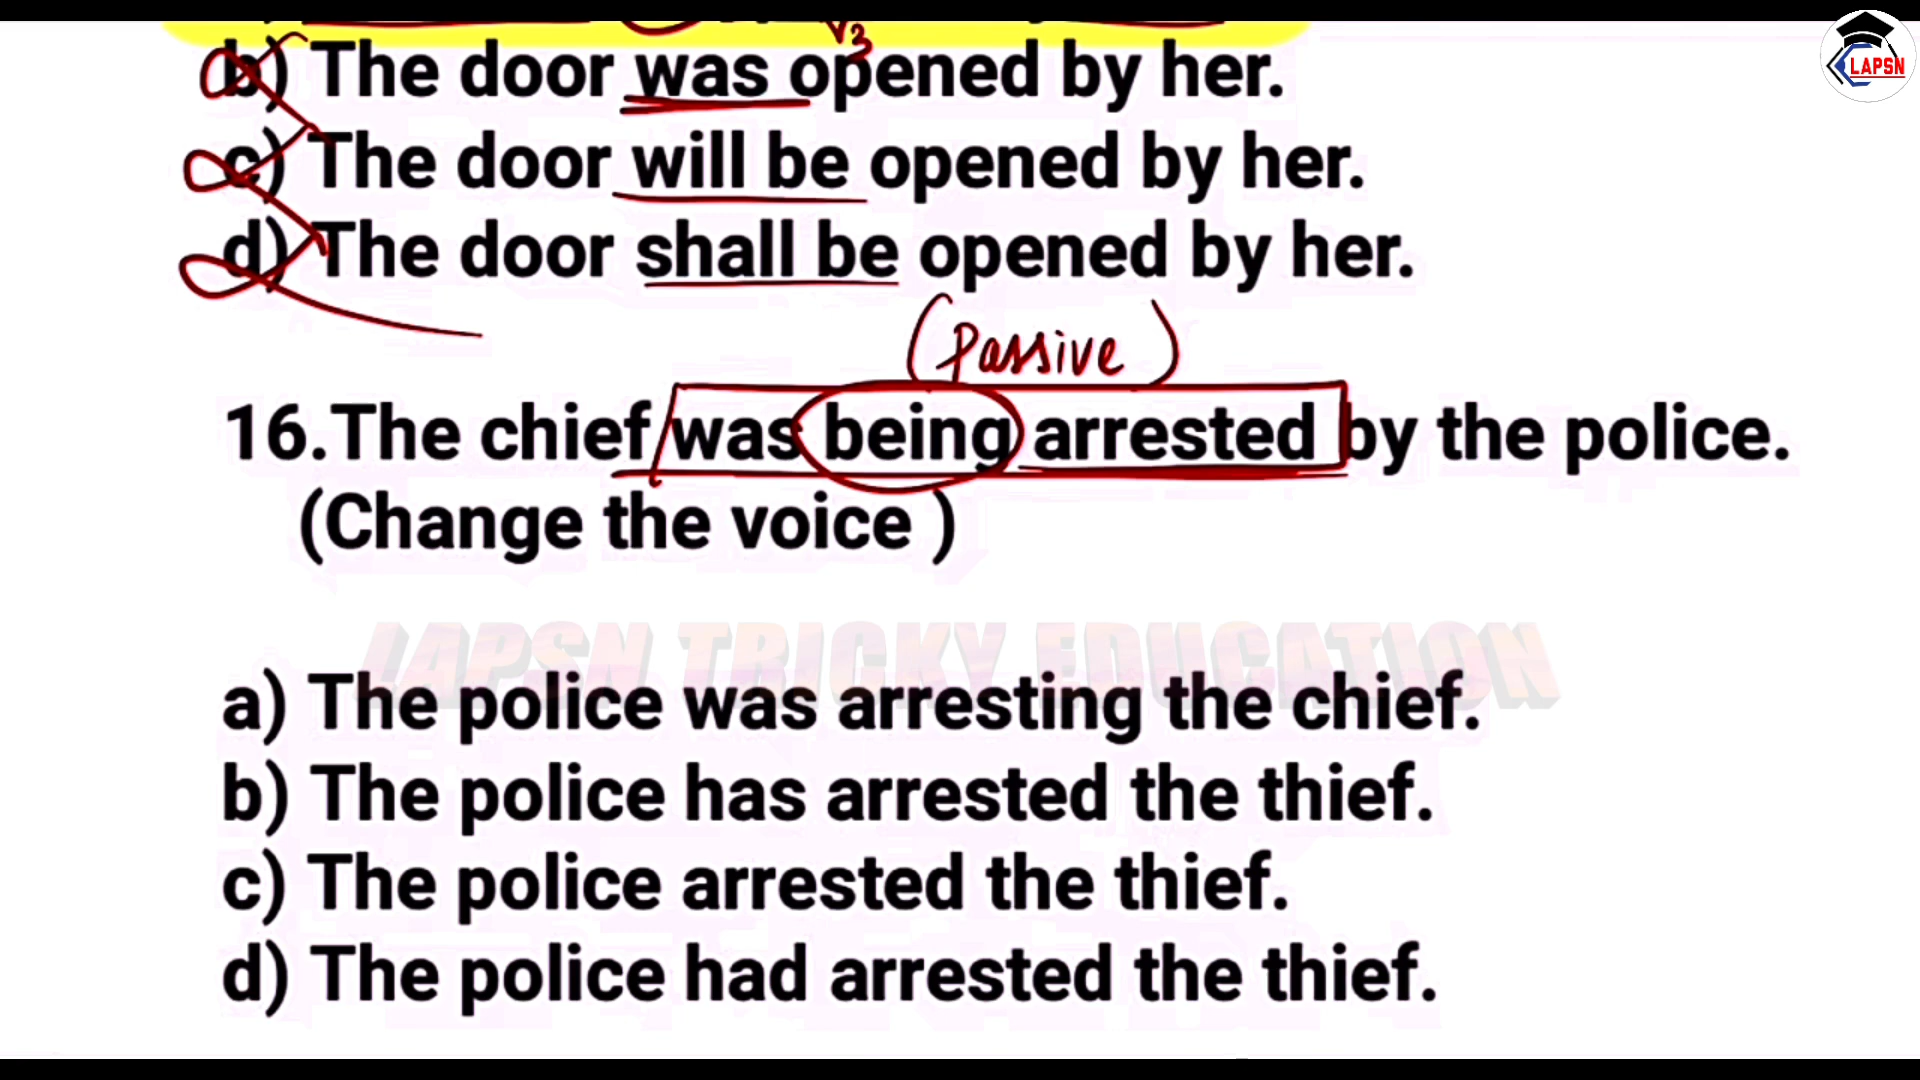 V3
b) The door was opened by her.
c) The door will be opened by her.
d) The door shall be opened by her.
(Passive)
16.The chief was being arrested by the police.
(Change the voice )
LAPSN TRICKY EDUCATION
a) The police was arresting the chief.
b) The police has arrested the thief.
c) The police arrested the thief.
d) The police had arrested the thief.
LAPSN